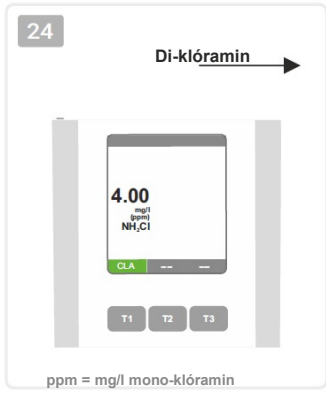 24
Di-klóramin
4.00
mg/l
(ppm)
NH₂Cl
CLA -- --
T1 T2 T3
ppm = mg/l mono-klóramin